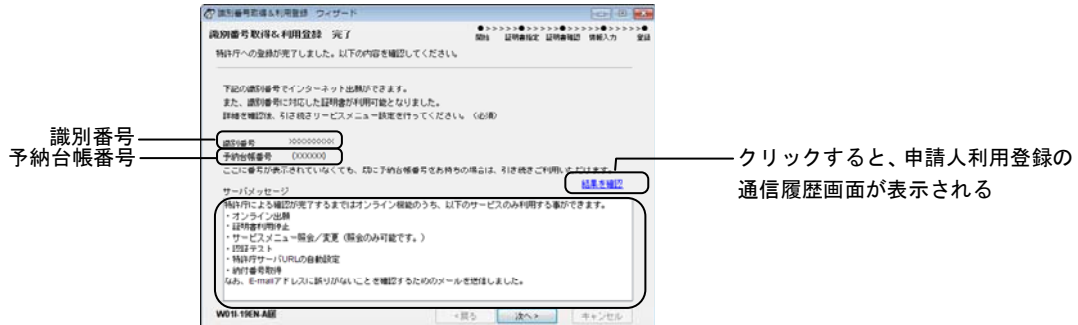 識別番号取得&利用登録 ウィザード
識別番号取得&利用登録 完了
●>>>>>●>>>>>●>>>>>●>>>>>●
開始 証明書指定 証明書確認 情報入力 登録
特許庁への登録が完了しました。以下の内容を確認してください。
下記の識別番号でインターネット出願ができます。
また、識別番号に対応した証明書が利用可能となりました。
詳細を確認後、引き続きサービスメニュー設定を行ってください。(必須)
識別番号
識別番号 XXXXXXXXX
予納台帳番号
予納台帳番号 (XXXXXX)
ここに番号が表示されていなくても、既に予納台帳番号をお持ちの場合は、引き続きご利用いただけます。
結果を確認
クリックすると、申請人利用登録の
通信履歴画面が表示される
サーバメッセージ
特許庁による確認が完了するまではオンライン機能のうち、以下のサービスのみ利用する事ができます。
・オンライン出願
・証明書利用停止
・サービスメニュー照会/変更(照会のみ可能です。)
・認証テスト
・特許庁サーバURLの自動設定
・納付番号取得
なお、E-mailアドレスに誤りがないことを確認するためのメールを送信しました。
<戻る 次へ> キャンセル